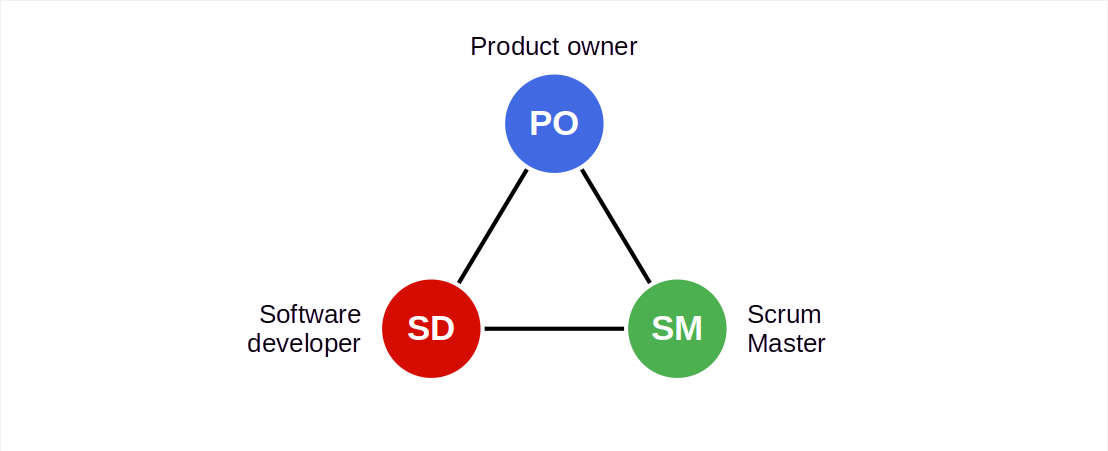 Product owner
PO
Software
developer
SD
SM
Scrum
Master